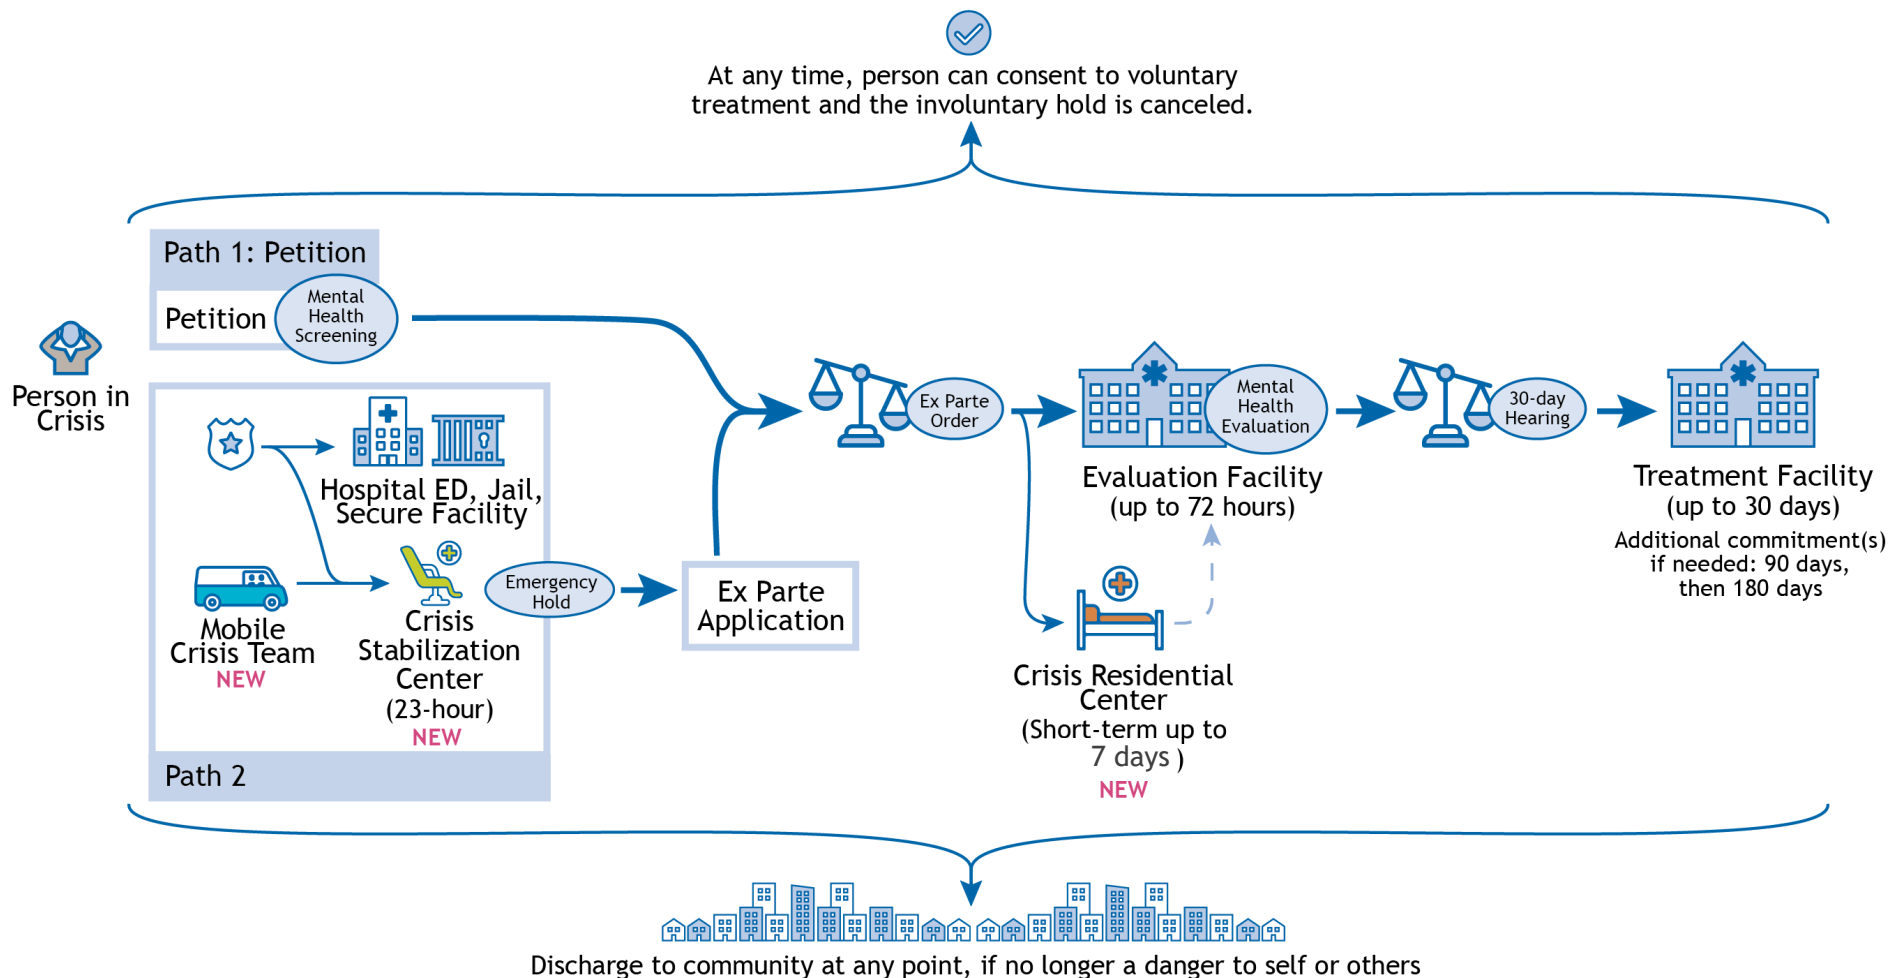 At any time, person can consent to voluntary
treatment and the involuntary hold is canceled.
Path 1: Petition
Petition
Mental
Health
Screening
Person in
Crisis
Hospital ED, Jail,
Secure Facility
Mobile
Crisis Team
NEW
Crisis
Stabilization
Center
(23-hour)
NEW
Emergency
Hold
Path 2
Ex Parte
Application
Ex Parte
Order
Mental
Health
Evaluation
Evaluation Facility
(up to 72 hours)
Crisis Residential
Center
(Short-term up to
7 days )
NEW
30-day
Hearing
Treatment Facility
(up to 30 days)
Additional commitment(s)
if needed: 90 days,
then 180 days
Discharge to community at any point, if no longer a danger to self or others